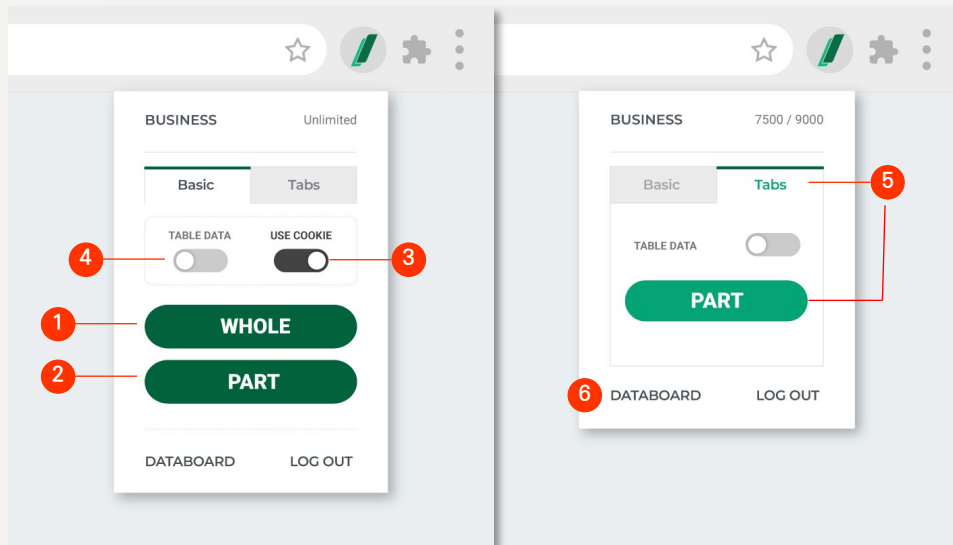 BUSINESS Unlimited
Basic Tabs
TABLE DATA USE COOKIE
4 3
1 WHOLE
2 PART
DATABOARD LOG OUT
BUSINESS 7500 / 9000
Basic Tabs 5
TABLE DATA
PART
6 DATABOARD LOG OUT